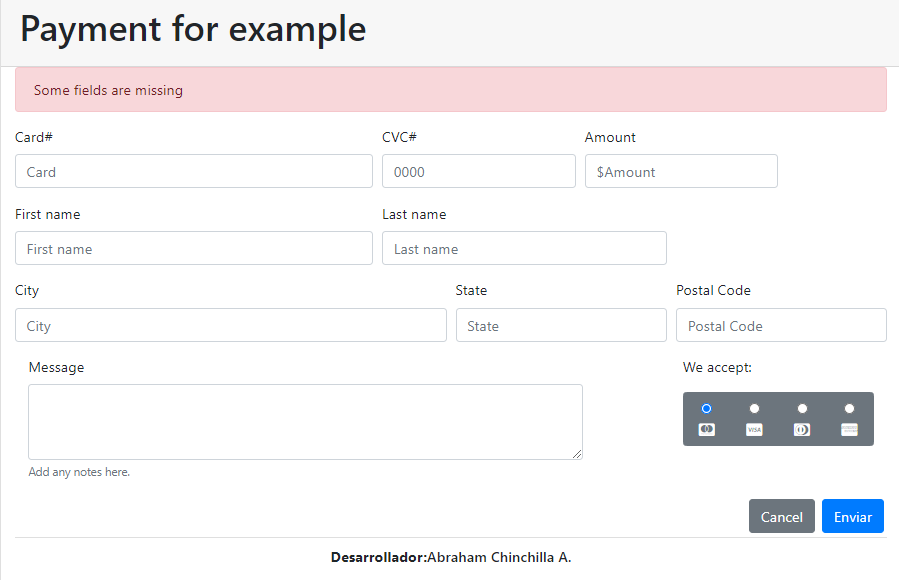 Payment for example
Some fields are missing
Card# CVC# Amount
Card 0000 $Amount
First name Last name
First name Last name
City State Postal Code
City State Postal Code
Message We accept:
VISA
Add any notes here.
Cancel Enviar
Desarrollador:Abraham Chinchilla A.